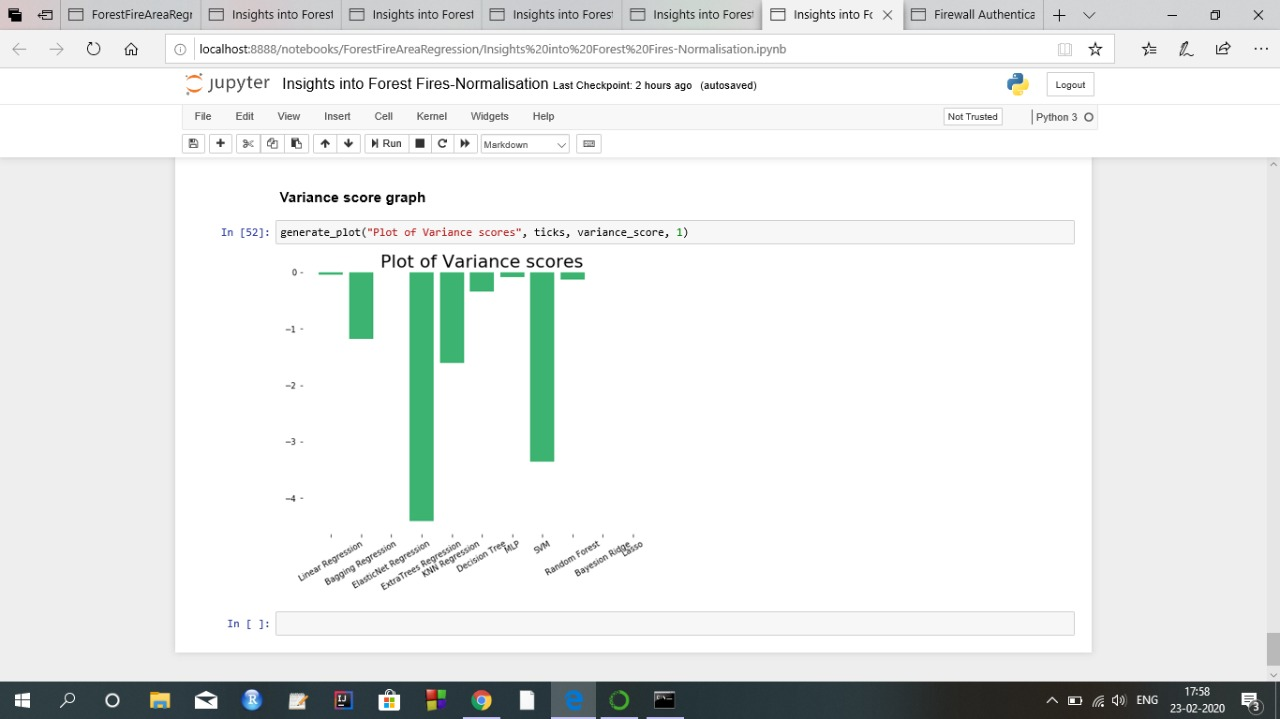 ForestFireAreaRegr
Insights into Forest
Insights into Forest
Insights into Forest
Insights into Forest
Insights into Fo
Firewall Authentica
localhost:8888/notebooks/ForestFireAreaRegression/Insights%20into%20Forest%20Fires-Normalisation.ipynb
jupyter Insights into Forest Fires-Normalisation Last Checkpoint: 2 hours ago (autosaved)
Logout
File Edit View Insert Cell Kernel Widgets Help
Not Trusted
Python 3
Run
Markdown
Variance score graph
In [52]: generate_plot("Plot of Variance scores", ticks, variance_score, 1)
Plot of Variance scores
0
−1
−2
−3
−4
Linear Regression
Bagging Regression
ElasticNet Regression
ExtraTrees Regression
KNN Regression
Decision Tree
MLP
SVM
Random Forest
Bayesion Ridge
Lasso
In [ ]:
ENG
17:58
23-02-2020
3